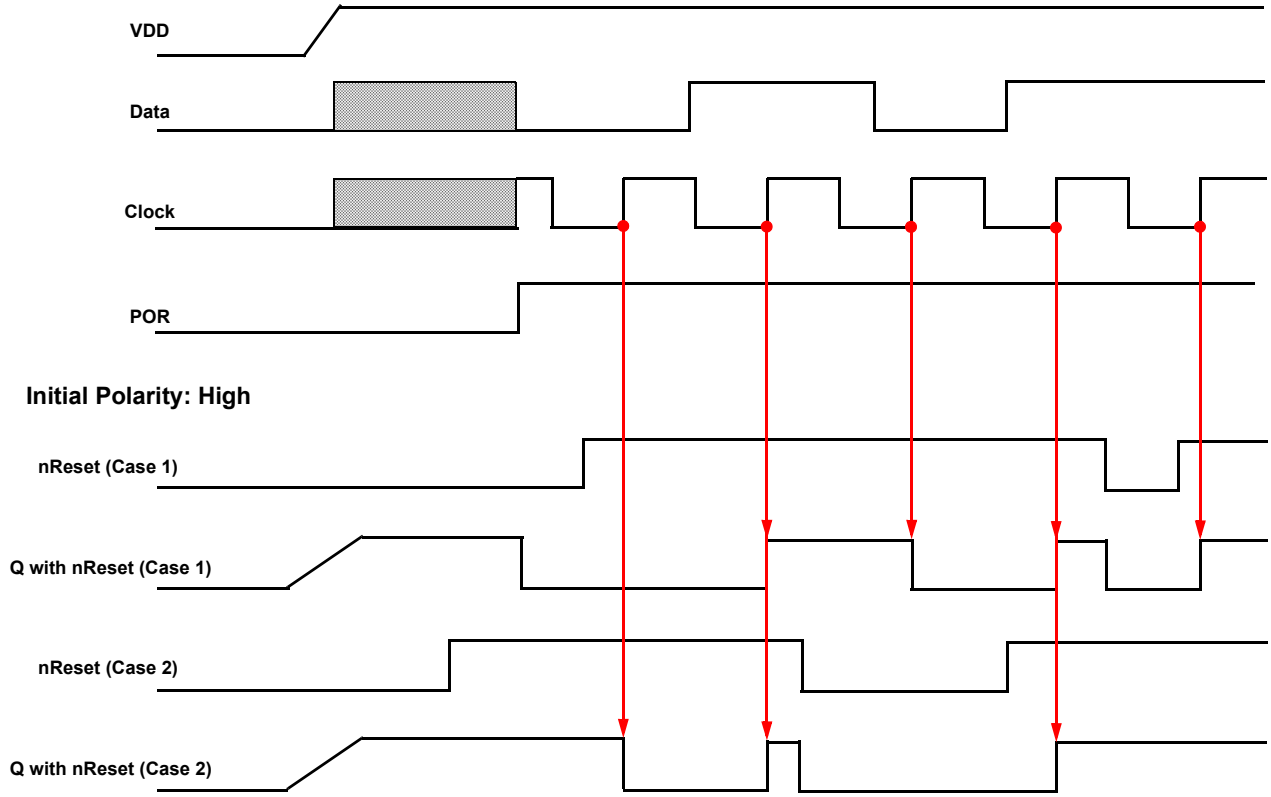 VDD
Data
Clock
POR
Initial Polarity: High
nReset (Case 1)
Q with nReset (Case 1)
nReset (Case 2)
Q with nReset (Case 2)